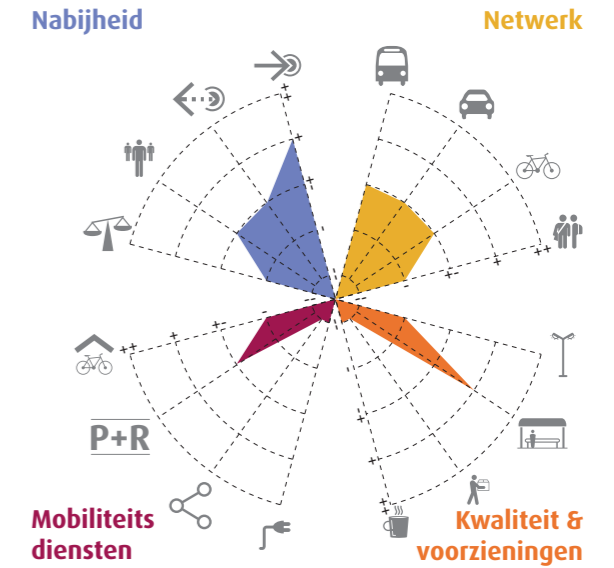 Nabijheid
Netwerk
++
+
+
-
+
+
++
++
+
+
-
P+R
+
+
++
Mobiliteits
diensten
Kwaliteit &
voorzieningen